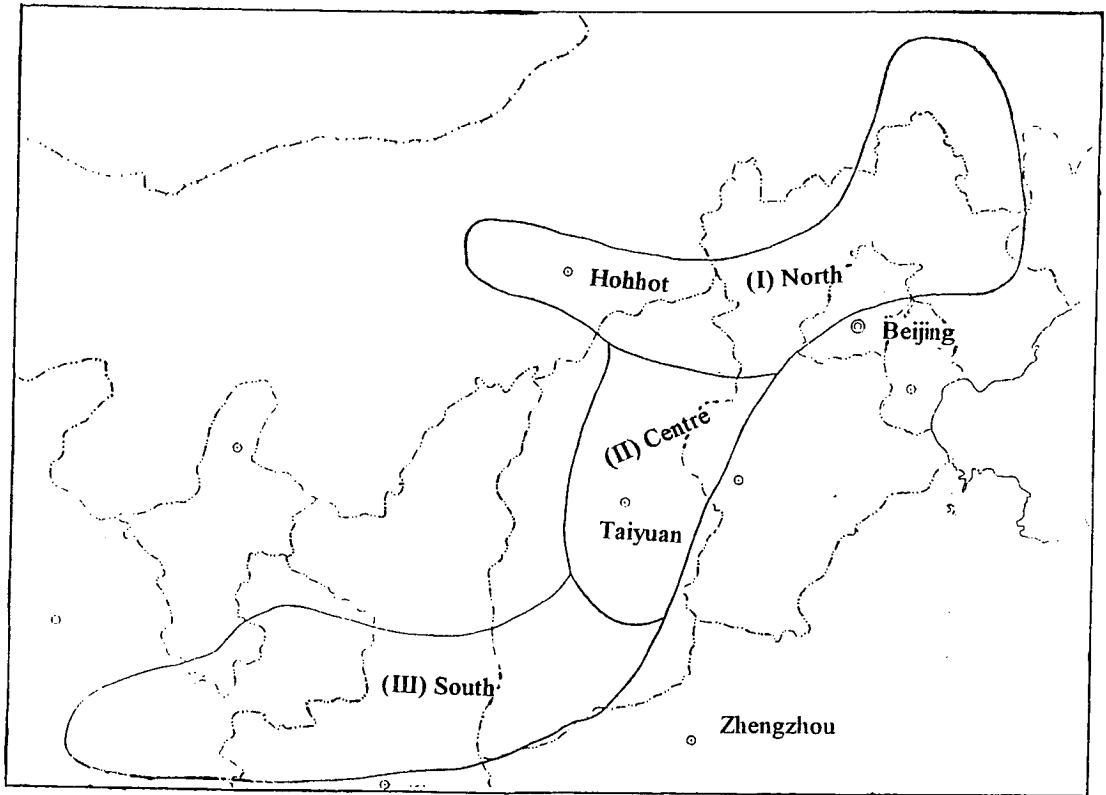 Hohhot
(I) North
Beijing
(II) Centre
Taiyuan
(III) South
Zhengzhou